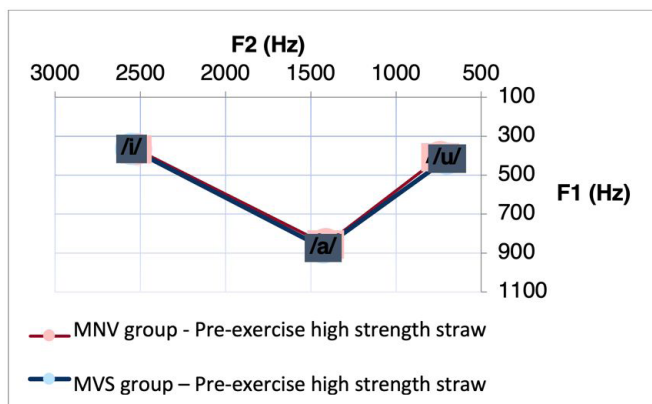 F2 (Hz)
3000 2500 2000 1500 1000 500
100
300
/i/ /u/
500
F1 (Hz)
700
/a/ 900
1100
MNV group - Pre-exercise high strength straw
MVS group – Pre-exercise high strength straw